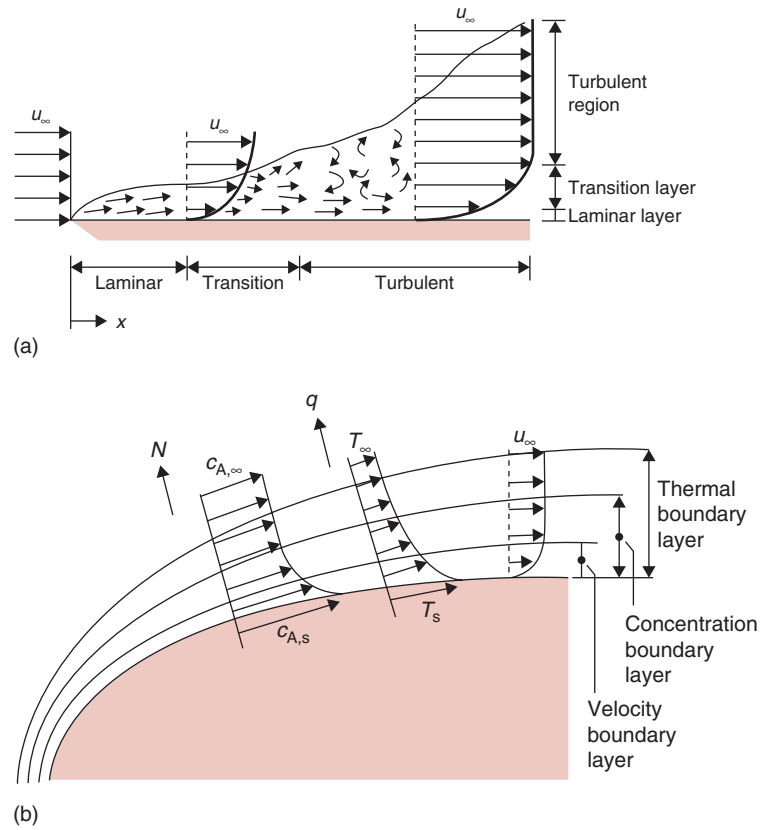 u∞
u∞
u∞
Turbulent
region
Transition layer
Laminar layer
Laminar
Transition
Turbulent
x
(a)
N
q
cA,∞
T∞
u∞
Thermal
boundary
layer
Concentration
boundary
layer
Velocity
boundary
layer
Ts
cA,s
(b)